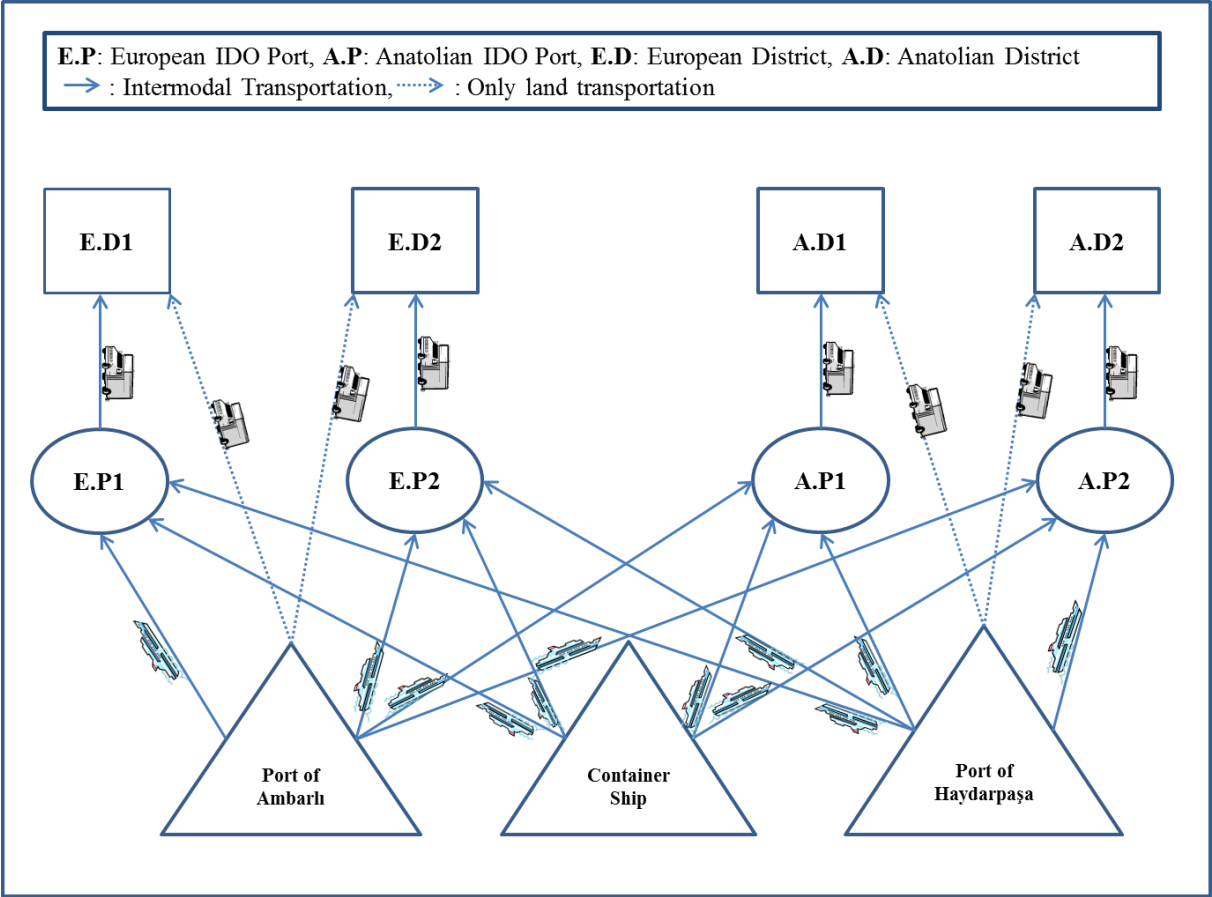 E.P: European IDO Port, A.P: Anatolian IDO Port, E.D: European District, A.D: Anatolian District
: Intermodal Transportation, : Only land transportation
E.D1
E.D2
A.D1
A.D2
E.P1
E.P2
A.P1
A.P2
Port of
Ambarlı
Container
Ship
Port of
Haydarpaşa